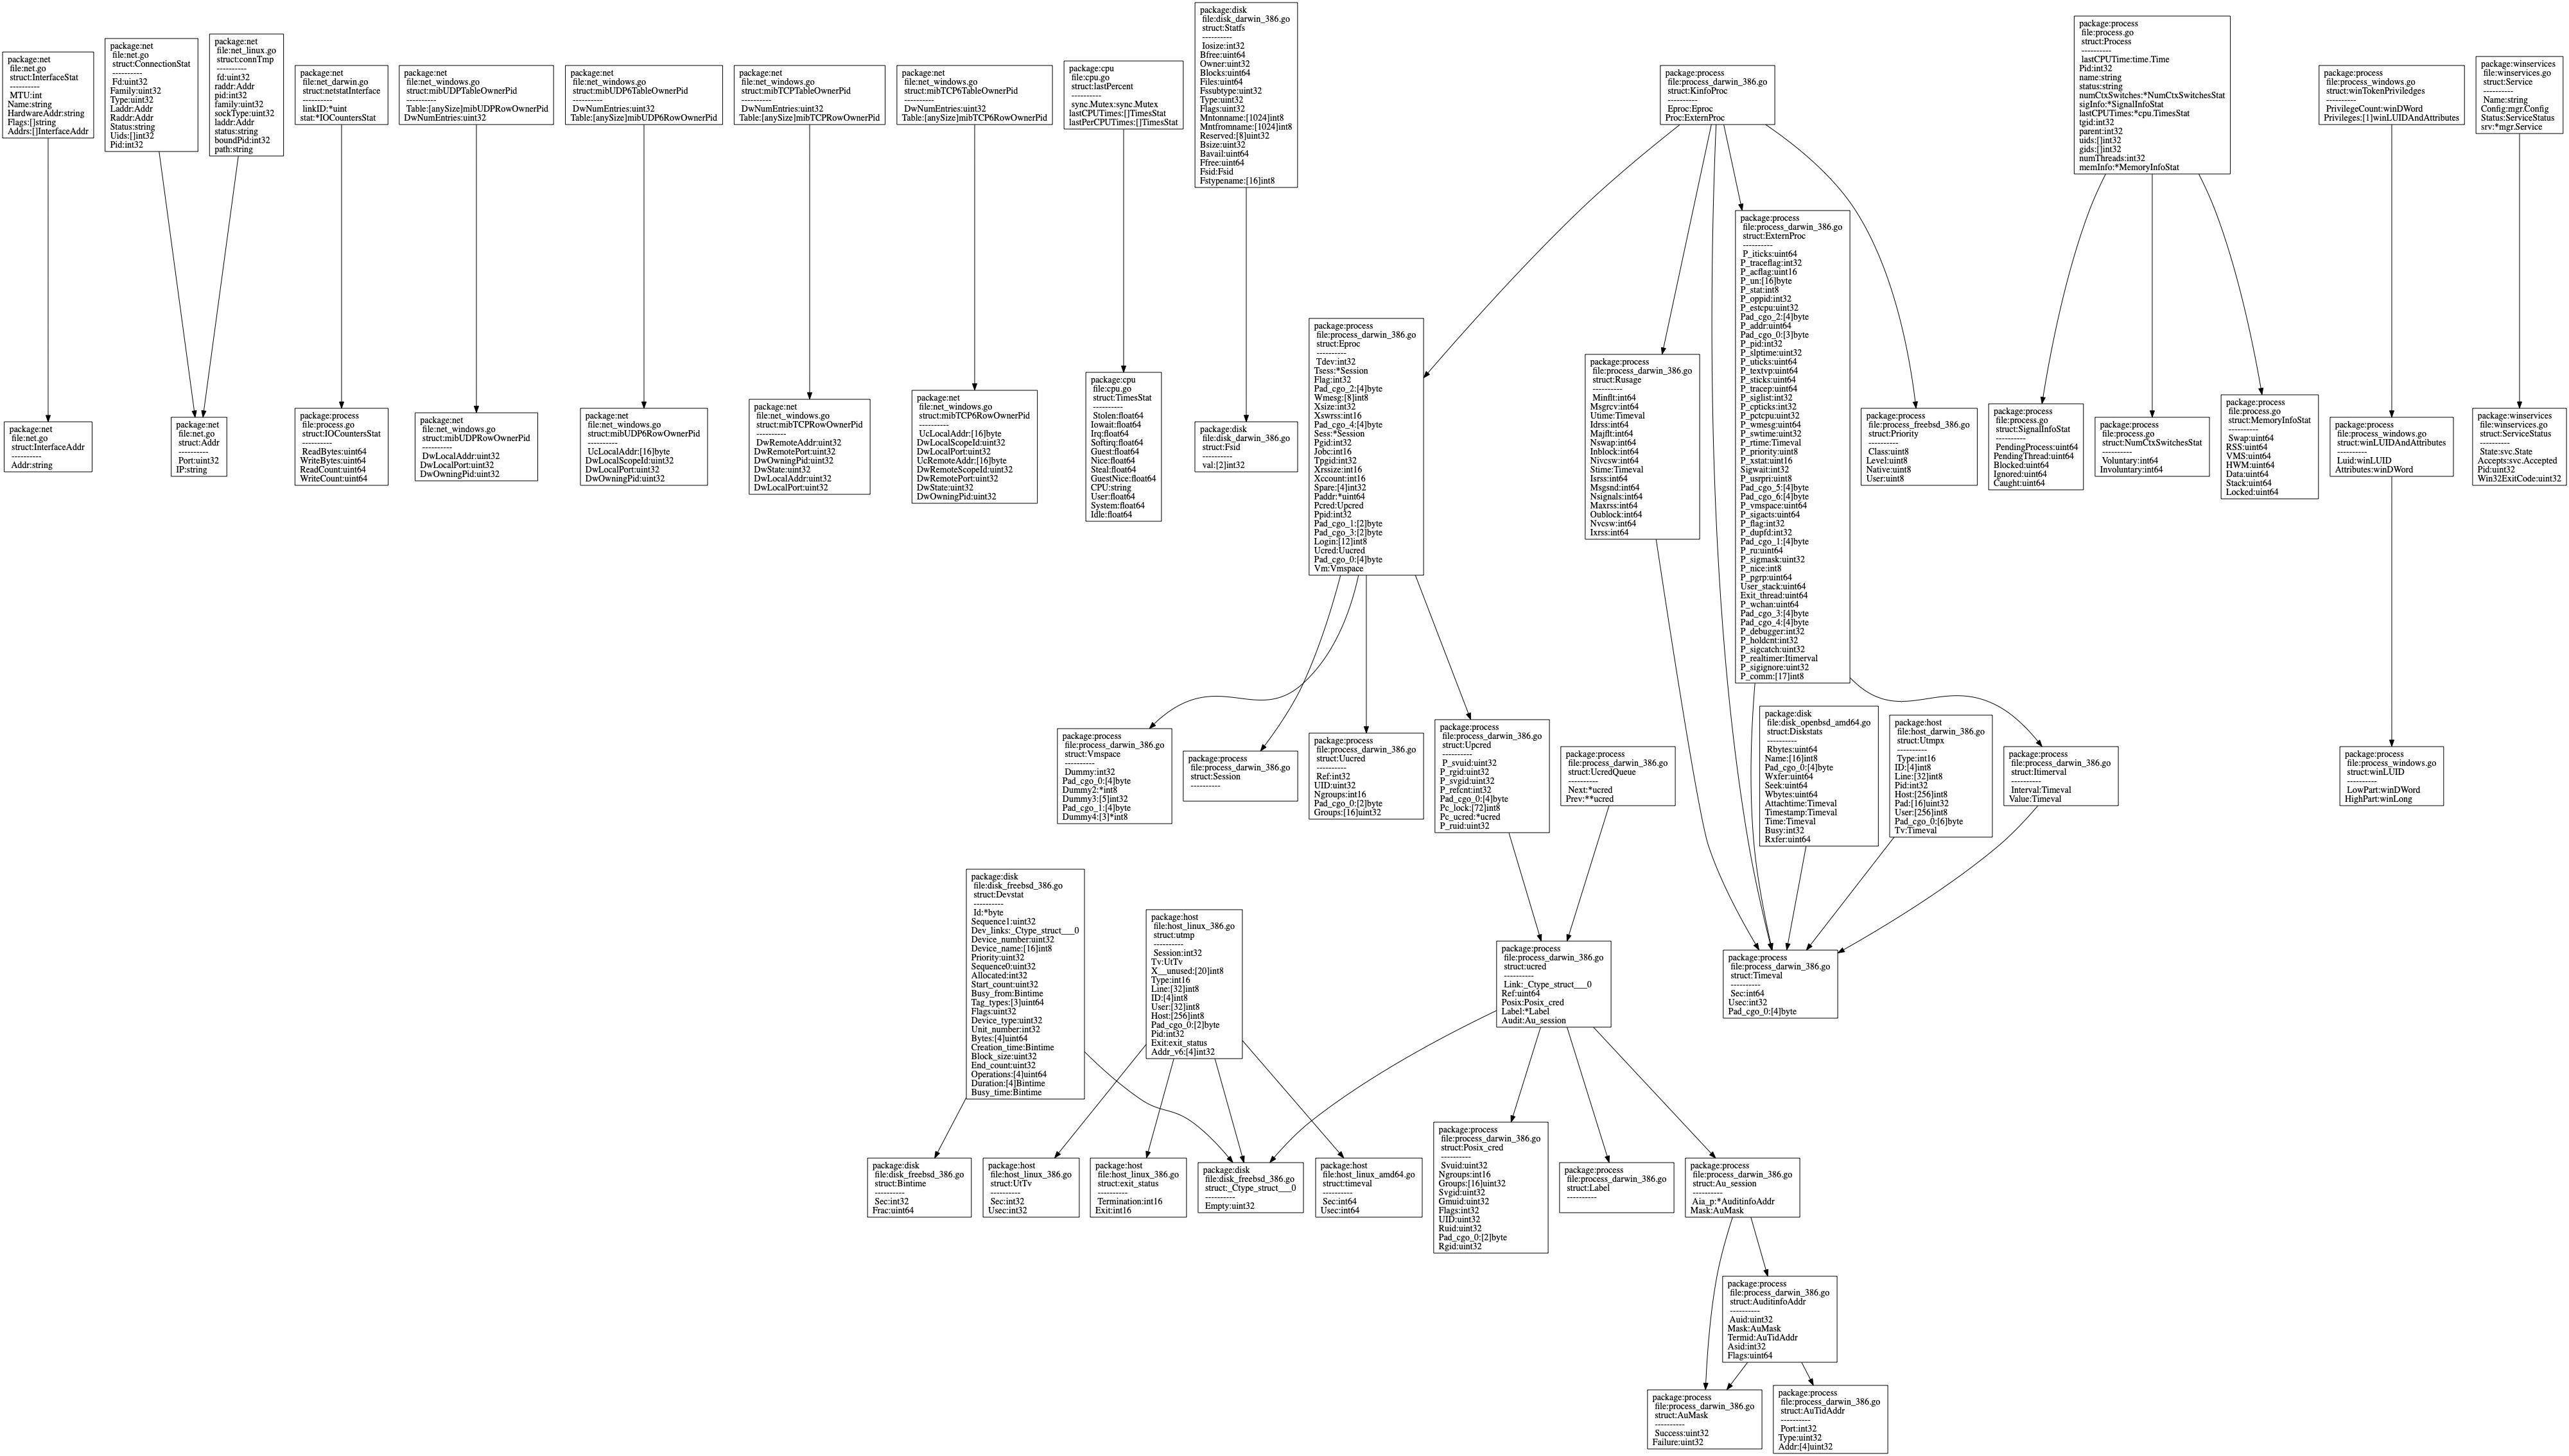 package:net
file:net.go
struct:InterfaceStat
----------
MTU:int
Name:string
HardwareAddr:string
Flags:[]string
Addrs:[]InterfaceAddr
package:net
file:net.go
struct:ConnectionStat
----------
Fd:uint32
Family:uint32
Type:uint32
Laddr:Addr
Raddr:Addr
Status:string
Uids:[]int32
Pid:int32
package:net
file:net_linux.go
struct:connTmp
----------
fd:uint32
raddr:Addr
pid:int32
family:uint32
sockType:uint32
laddr:Addr
status:string
boundPid:int32
path:string
package:net
file:net_darwin.go
struct:netstatInterface
----------
linkID:*uint
stat:*IOCountersStat
package:net
file:net_windows.go
struct:mibUDPTableOwnerPid
----------
Table:[anySize]mibUDPRowOwnerPid
DwNumEntries:uint32
package:net
file:net_windows.go
struct:mibUDP6TableOwnerPid
----------
DwNumEntries:uint32
Table:[anySize]mibUDP6RowOwnerPid
package:net
file:net_windows.go
struct:mibTCPTableOwnerPid
----------
DwNumEntries:uint32
Table:[anySize]mibTCPRowOwnerPid
package:net
file:net_windows.go
struct:mibTCP6TableOwnerPid
----------
DwNumEntries:uint32
Table:[anySize]mibTCP6RowOwnerPid
package:cpu
file:cpu.go
struct:lastPercent
----------
sync.Mutex:sync.Mutex
lastCPUTimes:[]TimesStat
lastPerCPUTimes:[]TimesStat
package:disk
file:disk_darwin_386.go
struct:Statfs
----------
Iosize:int32
Bfree:uint64
Owner:uint32
Blocks:uint64
Files:uint64
Fssubtype:uint32
Type:uint32
Flags:uint32
Mntonname:[1024]int8
Mntfromname:[1024]int8
Reserved:[8]uint32
Bsize:uint32
Bavail:uint64
Ffree:uint64
Fsid:Fsid
Fstypename:[16]int8
package:process
file:process_darwin_386.go
struct:KinfoProc
----------
Eproc:Eproc
Proc:ExternProc
package:process
file:process.go
struct:Process
----------
lastCPUTime:time.Time
Pid:int32
name:string
status:string
numCtxSwitches:*NumCtxSwitchesStat
sigInfo:*SignalInfoStat
lastCPUTimes:*cpu.TimesStat
tgid:int32
parent:int32
uids:[]int32
gids:[]int32
numThreads:int32
memInfo:*MemoryInfoStat
package:process
file:process_windows.go
struct:winTokenPriviledges
----------
PrivilegeCount:winDWord
Privileges:[1]winLUIDAndAttributes
package:winservices
file:winservices.go
struct:Service
----------
Name:string
Config:mgr.Config
Status:ServiceStatus
srv:*mgr.Service
package:net
file:net.go
struct:InterfaceAddr
----------
Addr:string
package:net
file:net.go
struct:Addr
----------
Port:uint32
IP:string
package:process
file:process.go
struct:IOCountersStat
----------
ReadBytes:uint64
WriteBytes:uint64
ReadCount:uint64
WriteCount:uint64
package:net
file:net_windows.go
struct:mibUDPRowOwnerPid
----------
DwLocalAddr:uint32
DwLocalPort:uint32
DwOwningPid:uint32
package:net
file:net_windows.go
struct:mibUDP6RowOwnerPid
----------
UcLocalAddr:[16]byte
DwLocalScopeId:uint32
DwLocalPort:uint32
DwOwningPid:uint32
package:net
file:net_windows.go
struct:mibTCPRowOwnerPid
----------
DwRemoteAddr:uint32
DwRemotePort:uint32
DwOwningPid:uint32
DwState:uint32
DwLocalAddr:uint32
DwLocalPort:uint32
package:net
file:net_windows.go
struct:mibTCP6RowOwnerPid
----------
UcLocalAddr:[16]byte
DwLocalScopeId:uint32
DwLocalPort:uint32
UcRemoteAddr:[16]byte
DwRemoteScopeId:uint32
DwRemotePort:uint32
DwState:uint32
DwOwningPid:uint32
package:cpu
file:cpu.go
struct:TimesStat
----------
Stolen:float64
Iowait:float64
Irq:float64
Softirq:float64
Guest:float64
Nice:float64
Steal:float64
GuestNice:float64
CPU:string
User:float64
System:float64
Idle:float64
package:disk
file:disk_darwin_386.go
struct:Fsid
----------
val:[2]int32
package:process
file:process_darwin_386.go
struct:Eproc
----------
Tdev:int32
Tsess:*Session
Flag:int32
Pad_cgo_2:[4]byte
Wmesg:[8]int8
Xsize:int32
Xswrss:int16
Pad_cgo_4:[4]byte
Sess:*Session
Pgid:int32
Jobc:int16
Tpgid:int32
Xrssize:int16
Xccount:int16
Spare:[4]int32
Paddr:*uint64
Pcred:Upcred
Ppid:int32
Pad_cgo_1:[2]byte
Pad_cgo_3:[2]byte
Login:[12]int8
Ucred:Uucred
Pad_cgo_0:[4]byte
Vm:Vmspace
package:process
file:process_darwin_386.go
struct:Rusage
----------
Minflt:int64
Msgrcv:int64
Utime:Timeval
Idrss:int64
Majflt:int64
Nswap:int64
Inblock:int64
Nivcsw:int64
Stime:Timeval
Isrss:int64
Msgsnd:int64
Nsignals:int64
Maxrss:int64
Oublock:int64
Nvcsw:int64
Ixrss:int64
package:process
file:process_darwin_386.go
struct:ExternProc
----------
P_iticks:uint64
P_traceflag:int32
P_acflag:uint16
P_un:[16]byte
P_stat:int8
P_oppid:int32
P_estcpu:uint32
Pad_cgo_2:[4]byte
P_addr:uint64
Pad_cgo_0:[3]byte
P_pid:int32
P_slptime:uint32
P_uticks:uint64
P_textvp:uint64
P_sticks:uint64
P_tracep:uint64
P_siglist:int32
P_cpticks:int32
P_pctcpu:uint32
P_wmesg:uint64
P_swtime:uint32
P_rtime:Timeval
P_priority:uint8
P_xstat:uint16
Sigwait:int32
P_usrpri:uint8
Pad_cgo_5:[4]byte
Pad_cgo_6:[4]byte
P_vmspace:uint64
P_sigacts:uint64
P_flag:int32
P_dupfd:int32
Pad_cgo_1:[4]byte
P_ru:uint64
P_sigmask:uint32
P_nice:int8
P_pgrp:uint64
User_stack:uint64
Exit_thread:uint64
P_wchan:uint64
Pad_cgo_3:[4]byte
Pad_cgo_4:[4]byte
P_debugger:int32
P_holdcnt:int32
P_sigcatch:uint32
P_realtimer:Itimerval
P_sigignore:uint32
P_comm:[17]int8
package:process
file:process_freebsd_386.go
struct:Priority
----------
Class:uint8
Level:uint8
Native:uint8
User:uint8
package:process
file:process.go
struct:SignalInfoStat
----------
PendingProcess:uint64
PendingThread:uint64
Blocked:uint64
Ignored:uint64
Caught:uint64
package:process
file:process.go
struct:NumCtxSwitchesStat
----------
Voluntary:int64
Involuntary:int64
package:process
file:process.go
struct:MemoryInfoStat
----------
Swap:uint64
RSS:uint64
VMS:uint64
HWM:uint64
Data:uint64
Stack:uint64
Locked:uint64
package:process
file:process_windows.go
struct:winLUIDAndAttributes
----------
Luid:winLUID
Attributes:winDWord
package:winservices
file:winservices.go
struct:ServiceStatus
----------
State:svc.State
Accepts:svc.Accepted
Pid:uint32
Win32ExitCode:uint32
package:process
file:process_darwin_386.go
struct:Vmspace
----------
Dummy:int32
Pad_cgo_0:[4]byte
Dummy2:*int8
Dummy3:[5]int32
Pad_cgo_1:[4]byte
Dummy4:[3]*int8
package:process
file:process_darwin_386.go
struct:Session
----------
package:process
file:process_darwin_386.go
struct:Uucred
----------
Ref:int32
UID:uint32
Ngroups:int16
Pad_cgo_0:[2]byte
Groups:[16]uint32
package:process
file:process_darwin_386.go
struct:Upcred
----------
P_svuid:uint32
P_rgid:uint32
P_svgid:uint32
P_refcnt:int32
Pad_cgo_0:[4]byte
Pc_lock:[72]int8
Pc_ucred:*ucred
P_ruid:uint32
package:process
file:process_darwin_386.go
struct:UcredQueue
----------
Next:*ucred
Prev:**ucred
package:disk
file:disk_openbsd_amd64.go
struct:Diskstats
----------
Rbytes:uint64
Name:[16]int8
Pad_cgo_0:[4]byte
Wxfer:uint64
Seek:uint64
Wbytes:uint64
Attachtime:Timeval
Timestamp:Timeval
Time:Timeval
Busy:int32
Rxfer:uint64
package:host
file:host_darwin_386.go
struct:Utmpx
----------
Type:int16
ID:[4]int8
Line:[32]int8
Pid:int32
Host:[256]int8
Pad:[16]uint32
User:[256]int8
Pad_cgo_0:[6]byte
Tv:Timeval
package:process
file:process_darwin_386.go
struct:Itimerval
----------
Interval:Timeval
Value:Timeval
package:process
file:process_windows.go
struct:winLUID
----------
LowPart:winDWord
HighPart:winLong
package:disk
file:disk_freebsd_386.go
struct:Devstat
----------
Id:*byte
Sequence1:uint32
Dev_links:_Ctype_struct___0
Device_number:uint32
Device_name:[16]int8
Priority:uint32
Sequence0:uint32
Allocated:int32
Start_count:uint32
Busy_from:Bintime
Tag_types:[3]uint64
Flags:uint32
Device_type:uint32
Unit_number:int32
Bytes:[4]uint64
Creation_time:Bintime
Block_size:uint32
End_count:uint32
Operations:[4]uint64
Duration:[4]Bintime
Busy_time:Bintime
package:host
file:host_linux_386.go
struct:utmp
----------
Session:int32
Tv:UtTv
X__unused:[20]int8
Type:int16
Line:[32]int8
ID:[4]int8
User:[32]int8
Host:[256]int8
Pad_cgo_0:[2]byte
Pid:int32
Exit:exit_status
Addr_v6:[4]int32
package:process
file:process_darwin_386.go
struct:ucred
----------
Link:_Ctype_struct___0
Ref:uint64
Posix:Posix_cred
Label:*Label
Audit:Au_session
package:process
file:process_darwin_386.go
struct:Timeval
----------
Sec:int64
Usec:int32
Pad_cgo_0:[4]byte
package:disk
file:disk_freebsd_386.go
struct:Bintime
----------
Sec:int32
Frac:uint64
package:host
file:host_linux_386.go
struct:UtTv
----------
Sec:int32
Usec:int32
package:host
file:host_linux_386.go
struct:exit_status
----------
Termination:int16
Exit:int16
package:disk
file:disk_freebsd_386.go
struct:_Ctype_struct___0
----------
Empty:uint32
package:host
file:host_linux_amd64.go
struct:timeval
----------
Sec:int64
Usec:int64
package:process
file:process_darwin_386.go
struct:Posix_cred
----------
Svuid:uint32
Ngroups:int16
Groups:[16]uint32
Svgid:uint32
Gmuid:uint32
Flags:int32
UID:uint32
Ruid:uint32
Pad_cgo_0:[2]byte
Rgid:uint32
package:process
file:process_darwin_386.go
struct:Label
----------
package:process
file:process_darwin_386.go
struct:Au_session
----------
Aia_p:*AuditinfoAddr
Mask:AuMask
package:process
file:process_darwin_386.go
struct:AuditinfoAddr
----------
Auid:uint32
Mask:AuMask
Termid:AuTidAddr
Asid:int32
Flags:uint64
package:process
file:process_darwin_386.go
struct:AuMask
----------
Success:uint32
Failure:uint32
package:process
file:process_darwin_386.go
struct:AuTidAddr
----------
Port:int32
Type:uint32
Addr:[4]uint32